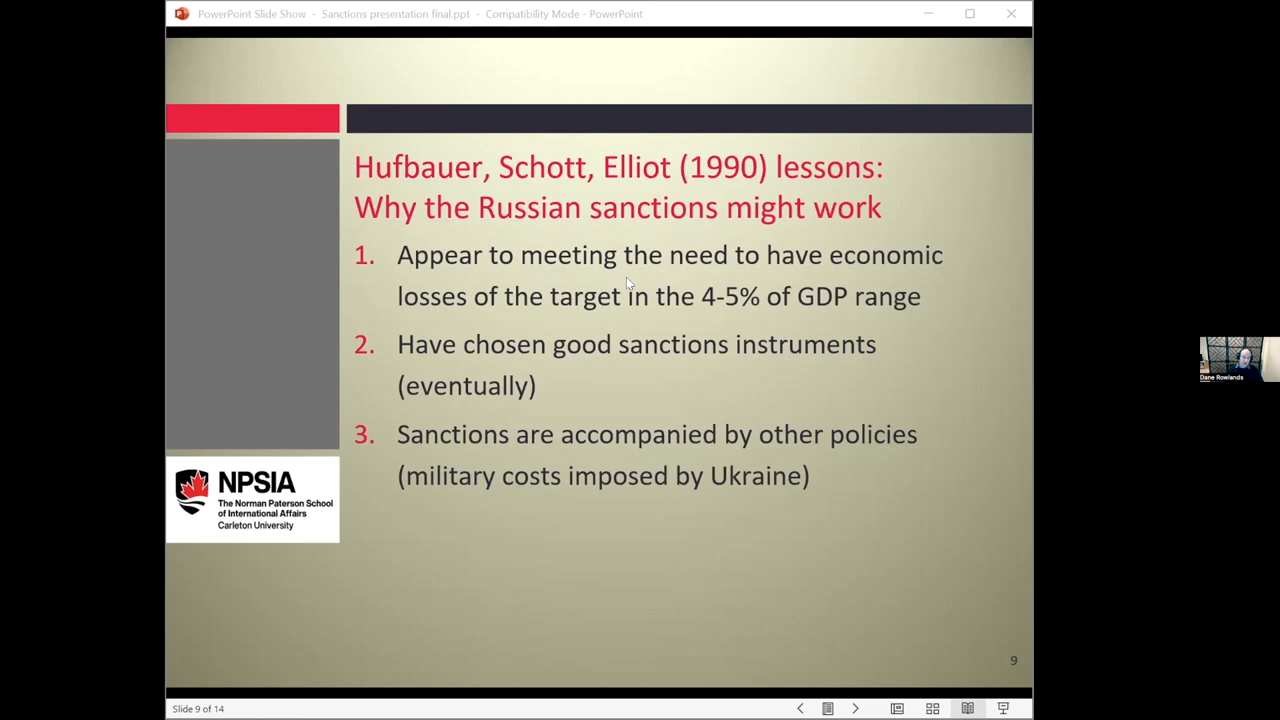 PowerPoint Slide Show - Sanctions presentation final.ppt - Compatibility Mode - PowerPoint
Hufbauer, Schott, Elliot (1990) lessons:
Why the Russian sanctions might work
1. Appear to meeting the need to have economic
losses of the target in the 4-5% of GDP range
2. Have chosen good sanctions instruments
(eventually)
3. Sanctions are accompanied by other policies
(military costs imposed by Ukraine)
NPSIA
The Norman Paterson School
of International Affairs
Carleton University
Dane Rowlands
9
Slide 9 of 14